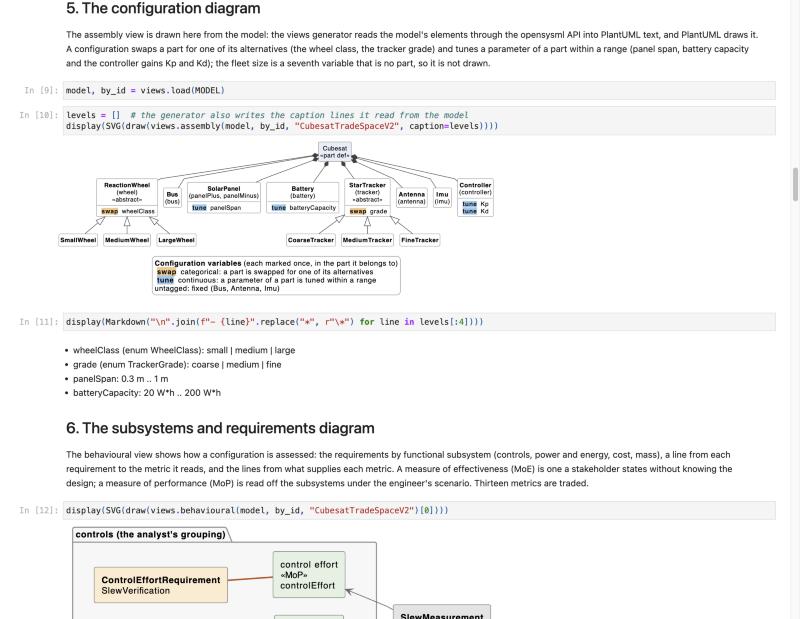 5. The configuration diagram
The assembly view is drawn here from the model: the views generator reads the model's elements through the opensysml API into PlantUML text, and PlantUML draws it.
A configuration swaps a part for one of its alternatives (the wheel class, the tracker grade) and tunes a parameter of a part within a range (panel span, battery capacity
and the controller gains Kp and Kd); the fleet size is a seventh variable that is no part, so it is not drawn.
In [9]: model, by_id = views.load(MODEL)
In [10]: levels = []  # the generator also writes the caption lines it read from the model
display(SVG(draw(views.assembly(model, by_id, "CubesatTradeSpaceV2", caption=levels))))
Cubesat
«part def»
ReactionWheel
(wheel)
«abstract»
swap wheelClass
Bus
(bus)
SolarPanel
(panelPlus, panelMinus)
tune panelSpan
Battery
(battery)
tune batteryCapacity
StarTracker
(tracker)
«abstract»
swap grade
Antenna
(antenna)
Imu
(imu)
Controller
(controller)
tune Kp
tune Kd
SmallWheel
MediumWheel
LargeWheel
CoarseTracker
MediumTracker
FineTracker
Configuration variables (each marked once, in the part it belongs to)
swap categorical: a part is swapped for one of its alternatives
tune continuous: a parameter of a part is tuned within a range
untagged: fixed (Bus, Antenna, Imu)
In [11]: display(Markdown("\n".join(f"- {line}".replace("*", r"\*") for line in levels[:4])))
• wheelClass (enum WheelClass): small | medium | large
• grade (enum TrackerGrade): coarse | medium | fine
• panelSpan: 0.3 m .. 1 m
• batteryCapacity: 20 W*h .. 200 W*h
6. The subsystems and requirements diagram
The behavioural view shows how a configuration is assessed: the requirements by functional subsystem (controls, power and energy, cost, mass), a line from each
requirement to the metric it reads, and the lines from what supplies each metric. A measure of effectiveness (MoE) is one a stakeholder states without knowing the
design; a measure of performance (MoP) is read off the subsystems under the engineer's scenario. Thirteen metrics are traded.
In [12]: display(SVG(draw(views.behavioural(model, by_id, "CubesatTradeSpaceV2")[0])))
controls (the analyst's grouping)
ControlEffortRequirement
SlewVerification
control effort
«MoP»
controlEffort
SlewMeasurement